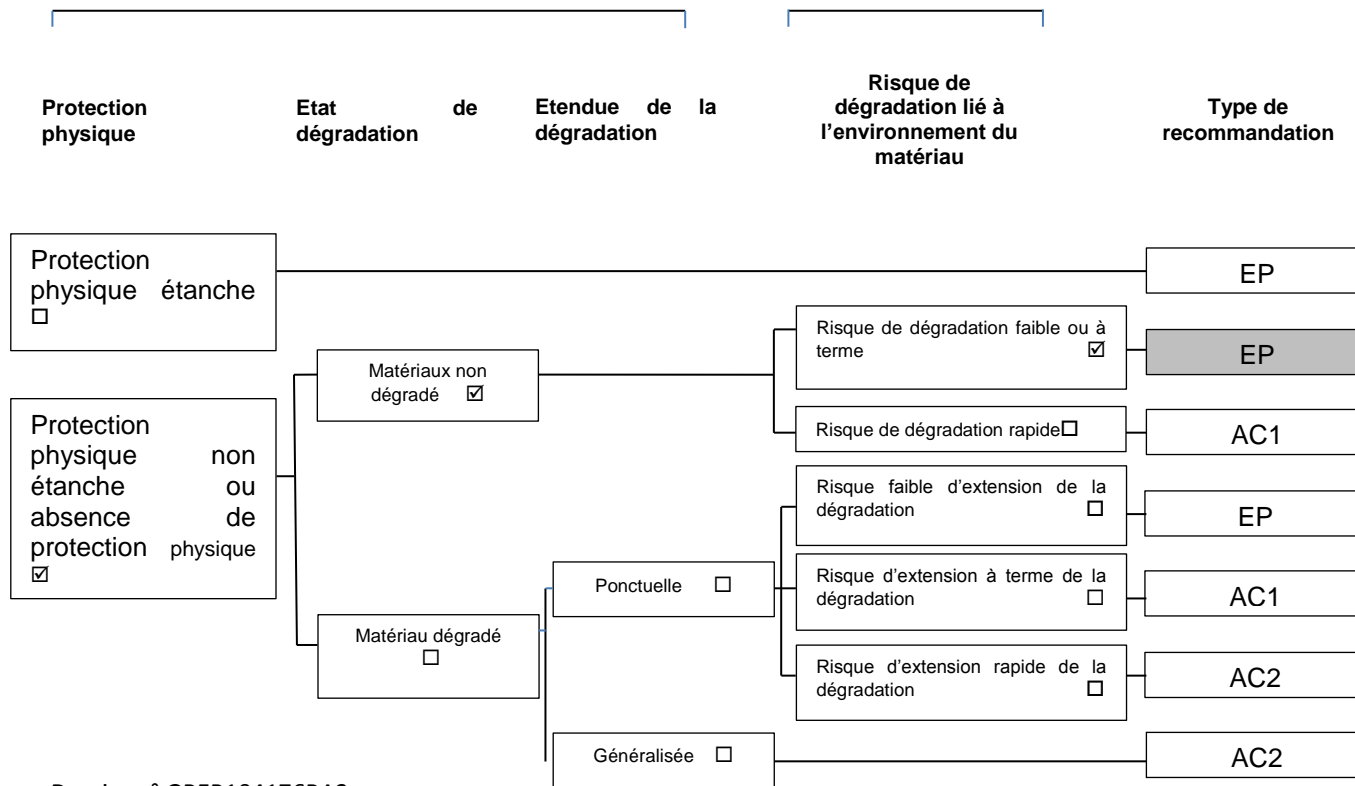 Protection
physique
Etat de
dégradation
Etendue de la
dégradation
Risque de
dégradation lié à
l'environnement du
matériau
Type de
recommandation
Protection
physique étanche
☐
EP
Risque de dégradation faible ou à
terme ☑
EP
Matériaux non
dégradé ☑
Protection
physique non
étanche ou
absence de
protection physique
☑
Risque de dégradation rapide☐
AC1
Risque faible d'extension de la
dégradation ☐
EP
Ponctuelle ☐
Risque d'extension à terme de la
dégradation ☐
AC1
Matériau dégradé
☐
Risque d'extension rapide de la
dégradation ☐
AC2
Généralisée ☐
AC2